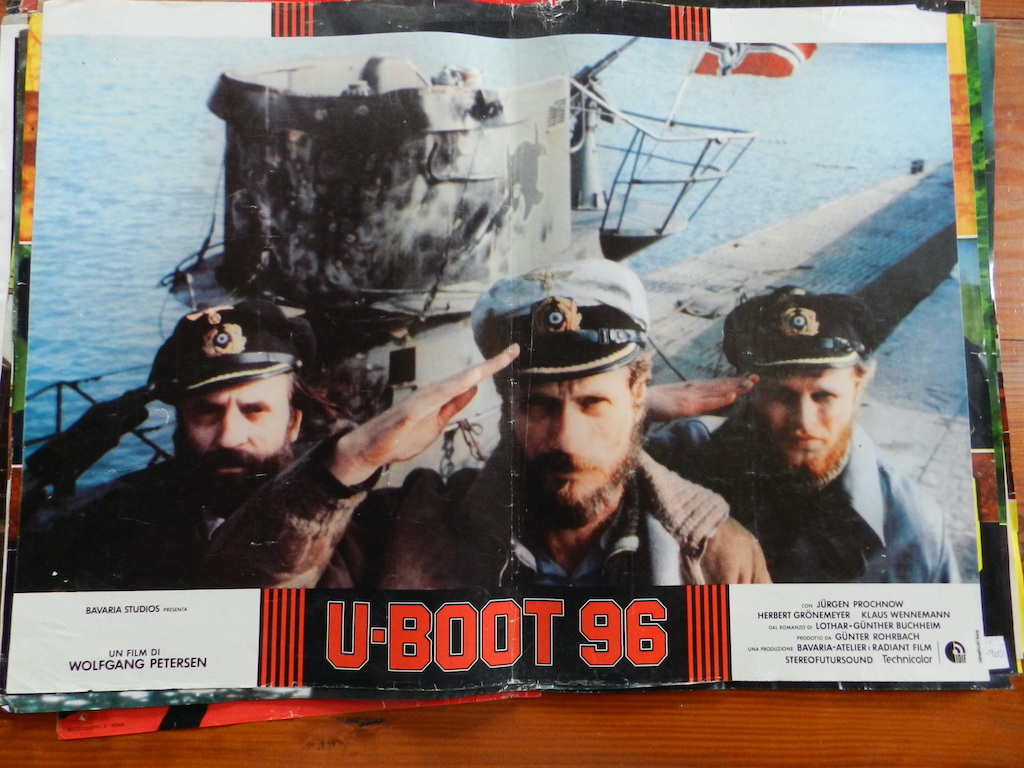 BAVARIA STUDIOS PRESENTA
UN FILM DI
WOLFGANG PETERSEN
U-BOOT 96
CON JÜRGEN PROCHNOW
HERBERT GRÖNEMEYER KLAUS WENNEMANN
DAL ROMANZO DI LOTHAR-GÜNTHER BUCHHEIM
PRODOTTO DA GÜNTER ROHRBACH
UNA PRODUZIONE BAVARIA-ATELIER E RADIANT FILM
STEREOFUTURSOUND Technicolor